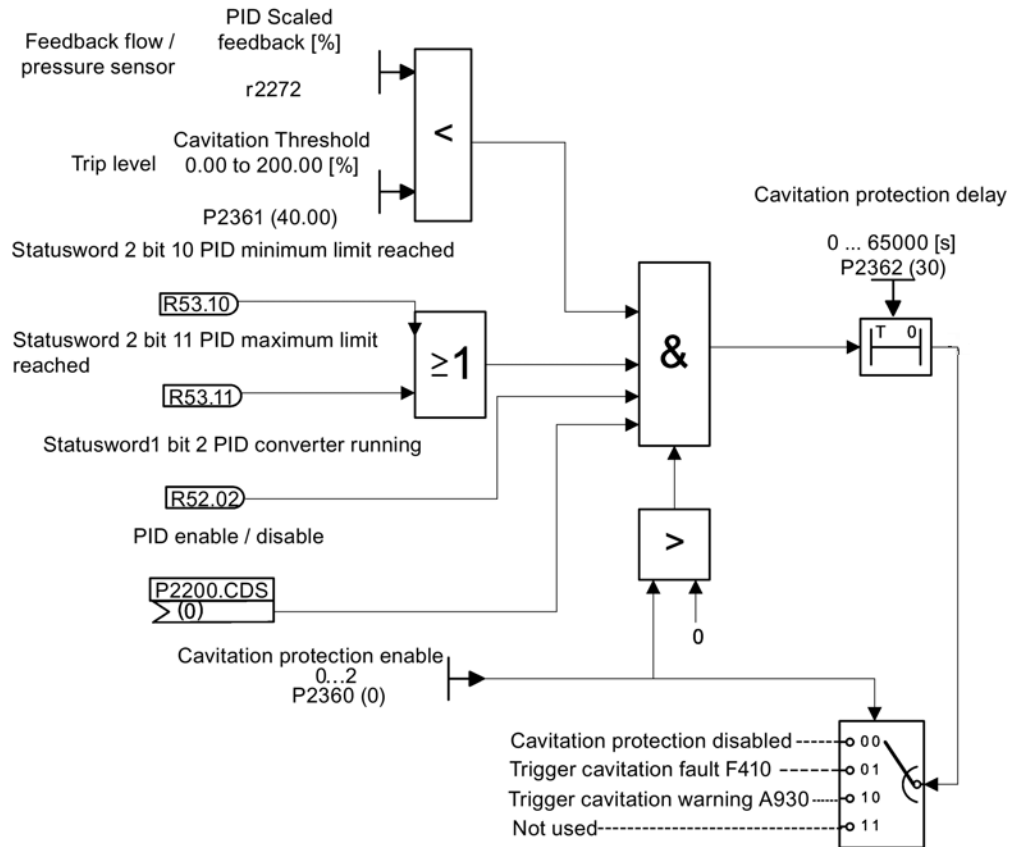 PID Scaled
feedback [%]
Feedback flow /
pressure sensor
r2272
<
Cavitation Threshold
0.00 to 200.00 [%]
Trip level
P2361 (40.00)
Cavitation protection delay
0 ... 65000 [s]
P2362 (30)
Statusword 2 bit 10 PID minimum limit reached
R53.10
T 0
Statusword 2 bit 11 PID maximum limit
reached
≥1
&
R53.11
Statusword1 bit 2 PID converter running
R52.02
PID enable / disable
>
P2200.CDS
(0)
0
Cavitation protection enable
0...2
P2360 (0)
Cavitation protection disabled 00
Trigger cavitation fault F410 01
Trigger cavitation warning A930 10
Not used 11